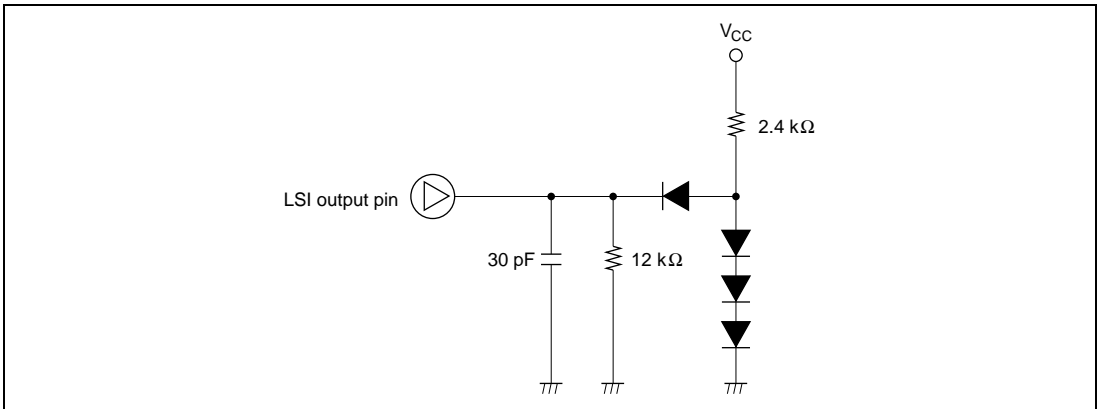 VCC
2.4 kΩ
LSI output pin
30 pF
12 kΩ